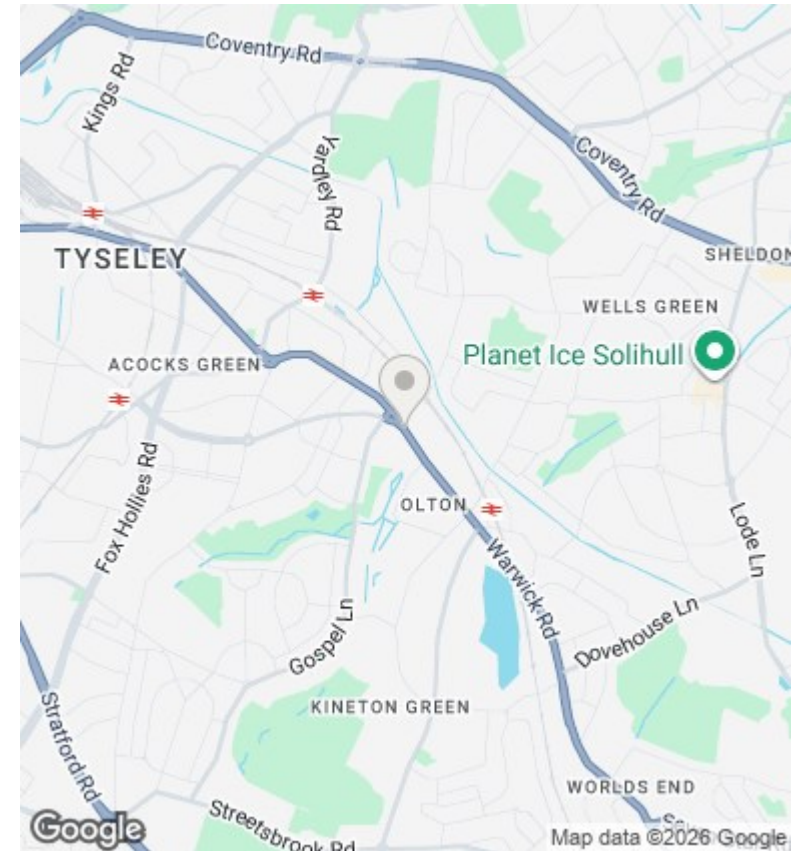 Coventry Rd
Kings Rd
Yardley Rd
Coventry Rd
TYSELEY
SHELDON
WELLS GREEN
Planet Ice Solihull
ACOCKS GREEN
Fox Hollies Rd
OLTON
Lode Ln
Warwick Rd
Dovehouse Ln
Gospel Ln
KINETON GREEN
Stratford Rd
WORLDS END
Streetsbrook Rd
Google
Map data ©2026 Google